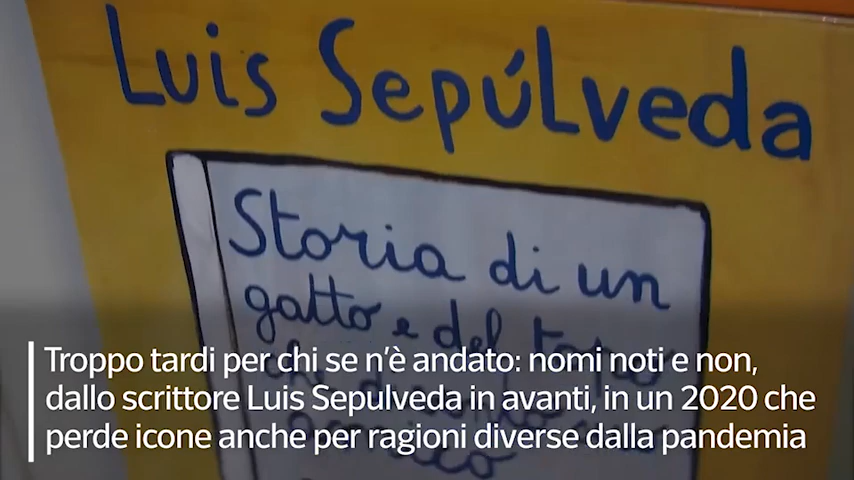 Luis Sepúlveda
Storia di un
gatto e del topo
Troppo tardi per chi se n'è andato: nomi noti e non,
dallo scrittore Luis Sepulveda in avanti, in un 2020 che
perde icone anche per ragioni diverse dalla pandemia